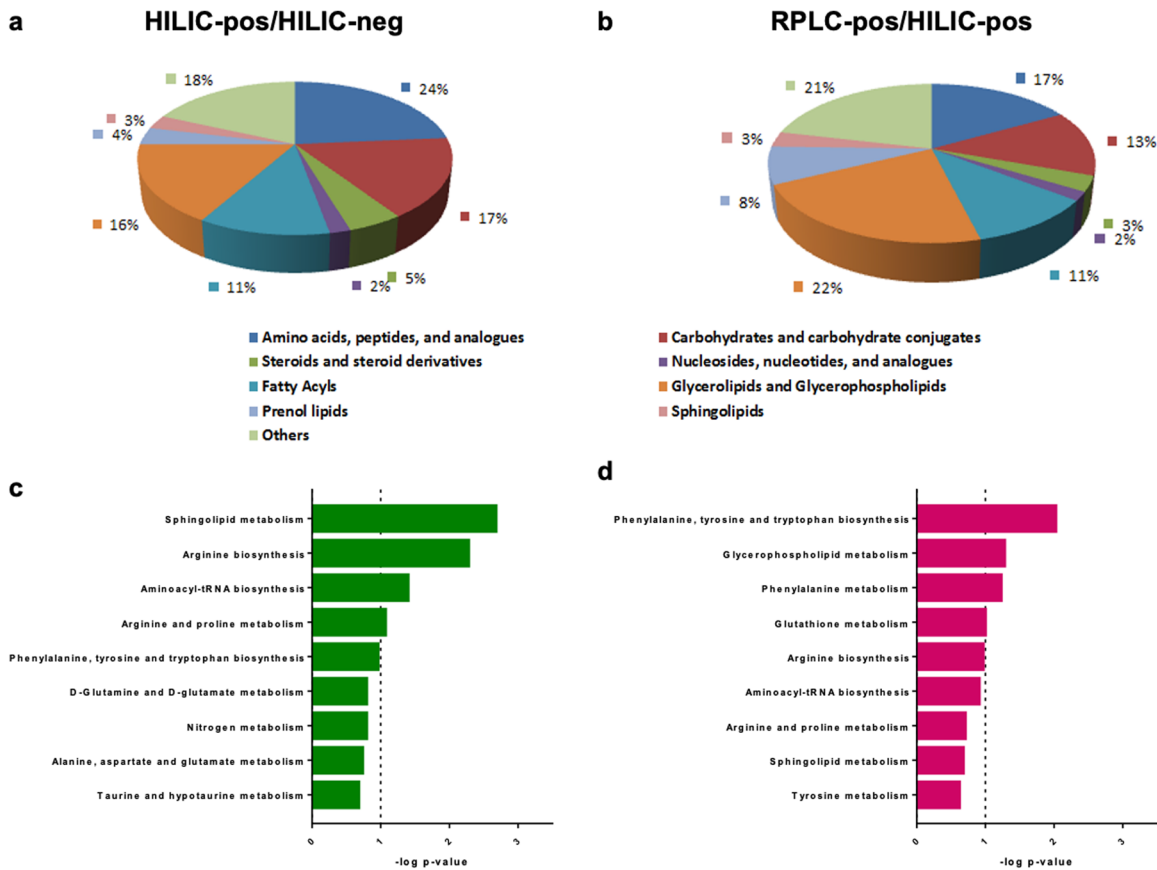 a
HILIC-pos/HILIC-neg
18%
24%
3%
4%
17%
16%
5%
2%
11%
b
RPLC-pos/HILIC-pos
21%
17%
3%
13%
8%
3%
2%
22%
11%
Amino acids, peptides, and analogues
Carbohydrates and carbohydrate conjugates
Steroids and steroid derivatives
Nucleosides, nucleotides, and analogues
Fatty Acyls
Glycerolipids and Glycerophospholipids
Prenol lipids
Sphingolipids
Others
c
Sphingolipid metabolism
Arginine biosynthesis
Aminoacyl-tRNA biosynthesis
Arginine and proline metabolism
Phenylalanine, tyrosine and tryptophan biosynthesis
D-Glutamine and D-glutamate metabolism
Nitrogen metabolism
Alanine, aspartate and glutamate metabolism
Taurine and hypotaurine metabolism
0 1 2 3
-log p-value
d
Phenylalanine, tyrosine and tryptophan biosynthesis
Glycerophospholipid metabolism
Phenylalanine metabolism
Glutathione metabolism
Arginine biosynthesis
Aminoacyl-tRNA biosynthesis
Arginine and proline metabolism
Sphingolipid metabolism
Tyrosine metabolism
0 1 2 3
-log p-value